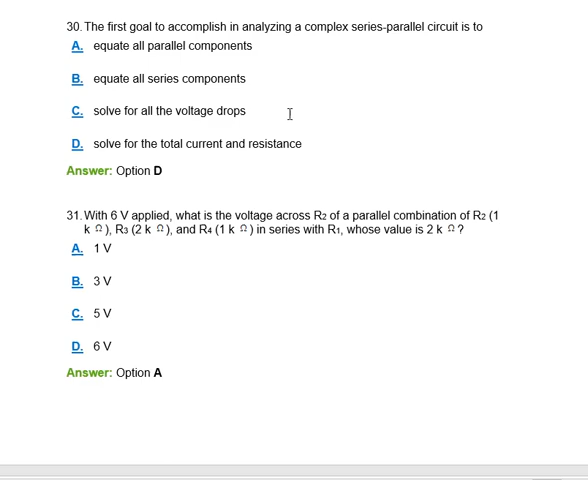 30. The first goal to accomplish in analyzing a complex series-parallel circuit is to
A. equate all parallel components
B. equate all series components
C. solve for all the voltage drops
D. solve for the total current and resistance
Answer: Option D
31. With 6 V applied, what is the voltage across R2 of a parallel combination of R2 (1
k Ω), R3 (2 k Ω), and R4 (1 k Ω) in series with R1, whose value is 2 k Ω?
A. 1 V
B. 3 V
C. 5 V
D. 6 V
Answer: Option A